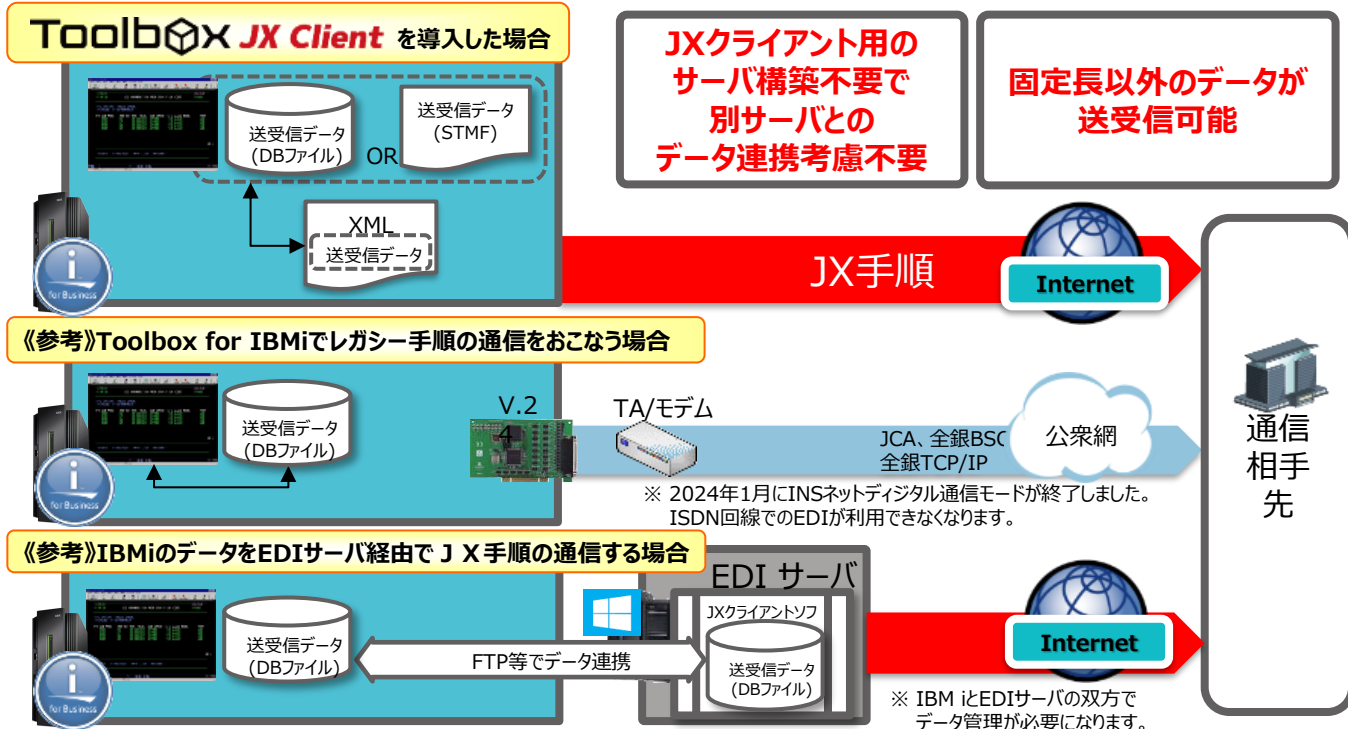 Toolbox JX Client を導入した場合
JXクライアント用の
サーバ構築不要で
別サーバとの
データ連携考慮不要
固定長以外のデータが
送受信可能
送受信データ
(DBファイル)
OR
送受信データ
(STMF)
XML
送受信データ
i
for Business
JX手順
Internet
《参考》Toolbox for IBMiでレガシー手順の通信をおこなう場合
送受信データ
(DBファイル)
i
for Business
V.2
4
TA/モデム
JCA、全銀BSC
全銀TCP/IP
公衆網
※ 2024年1月にINSネットディジタル通信モードが終了しました。
ISDN回線でのEDIが利用できなくなります。
通信
相手
先
《参考》IBMiのデータをEDIサーバ経由でJX手順の通信する場合
送受信データ
(DBファイル)
i
for Business
FTP等でデータ連携
EDI サーバ
JXクライアントソフ
送受信データ
(DBファイル)
Internet
※ IBM iとEDIサーバの双方で
データ管理が必要になります。